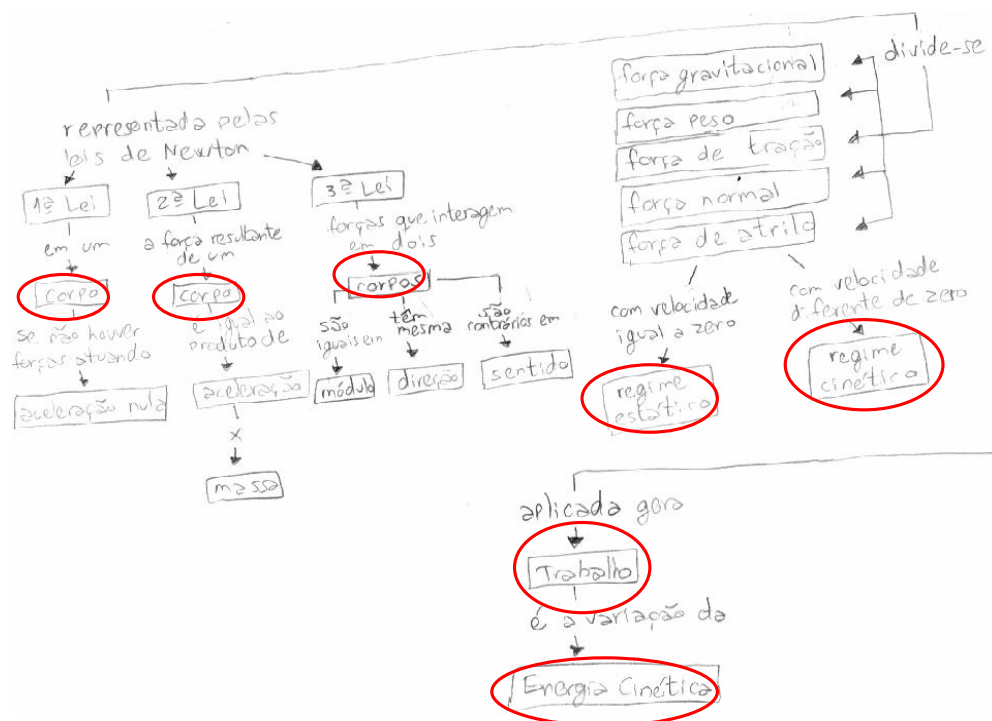 divide-se
força gravitacional
força peso
força de tração
força normal
força de atrito
com velocidade
igual a zero
regime
estático
com velocidade
diferente de zero
regime
cinético
representada pelas
leis de Newton
1ª Lei
em um
corpo
se não houver
forças atuando
aceleração nula
2ª Lei
a força resultante
de um
corpo
é igual ao
produto de
aceleração
x
massa
3ª Lei
forças que interagem
em dois
corpos
são
iguais em
módulo
têm
mesma
direção
são
contrários em
sentido
aplicada gera
Trabalho
é a variação da
Energia Cinética